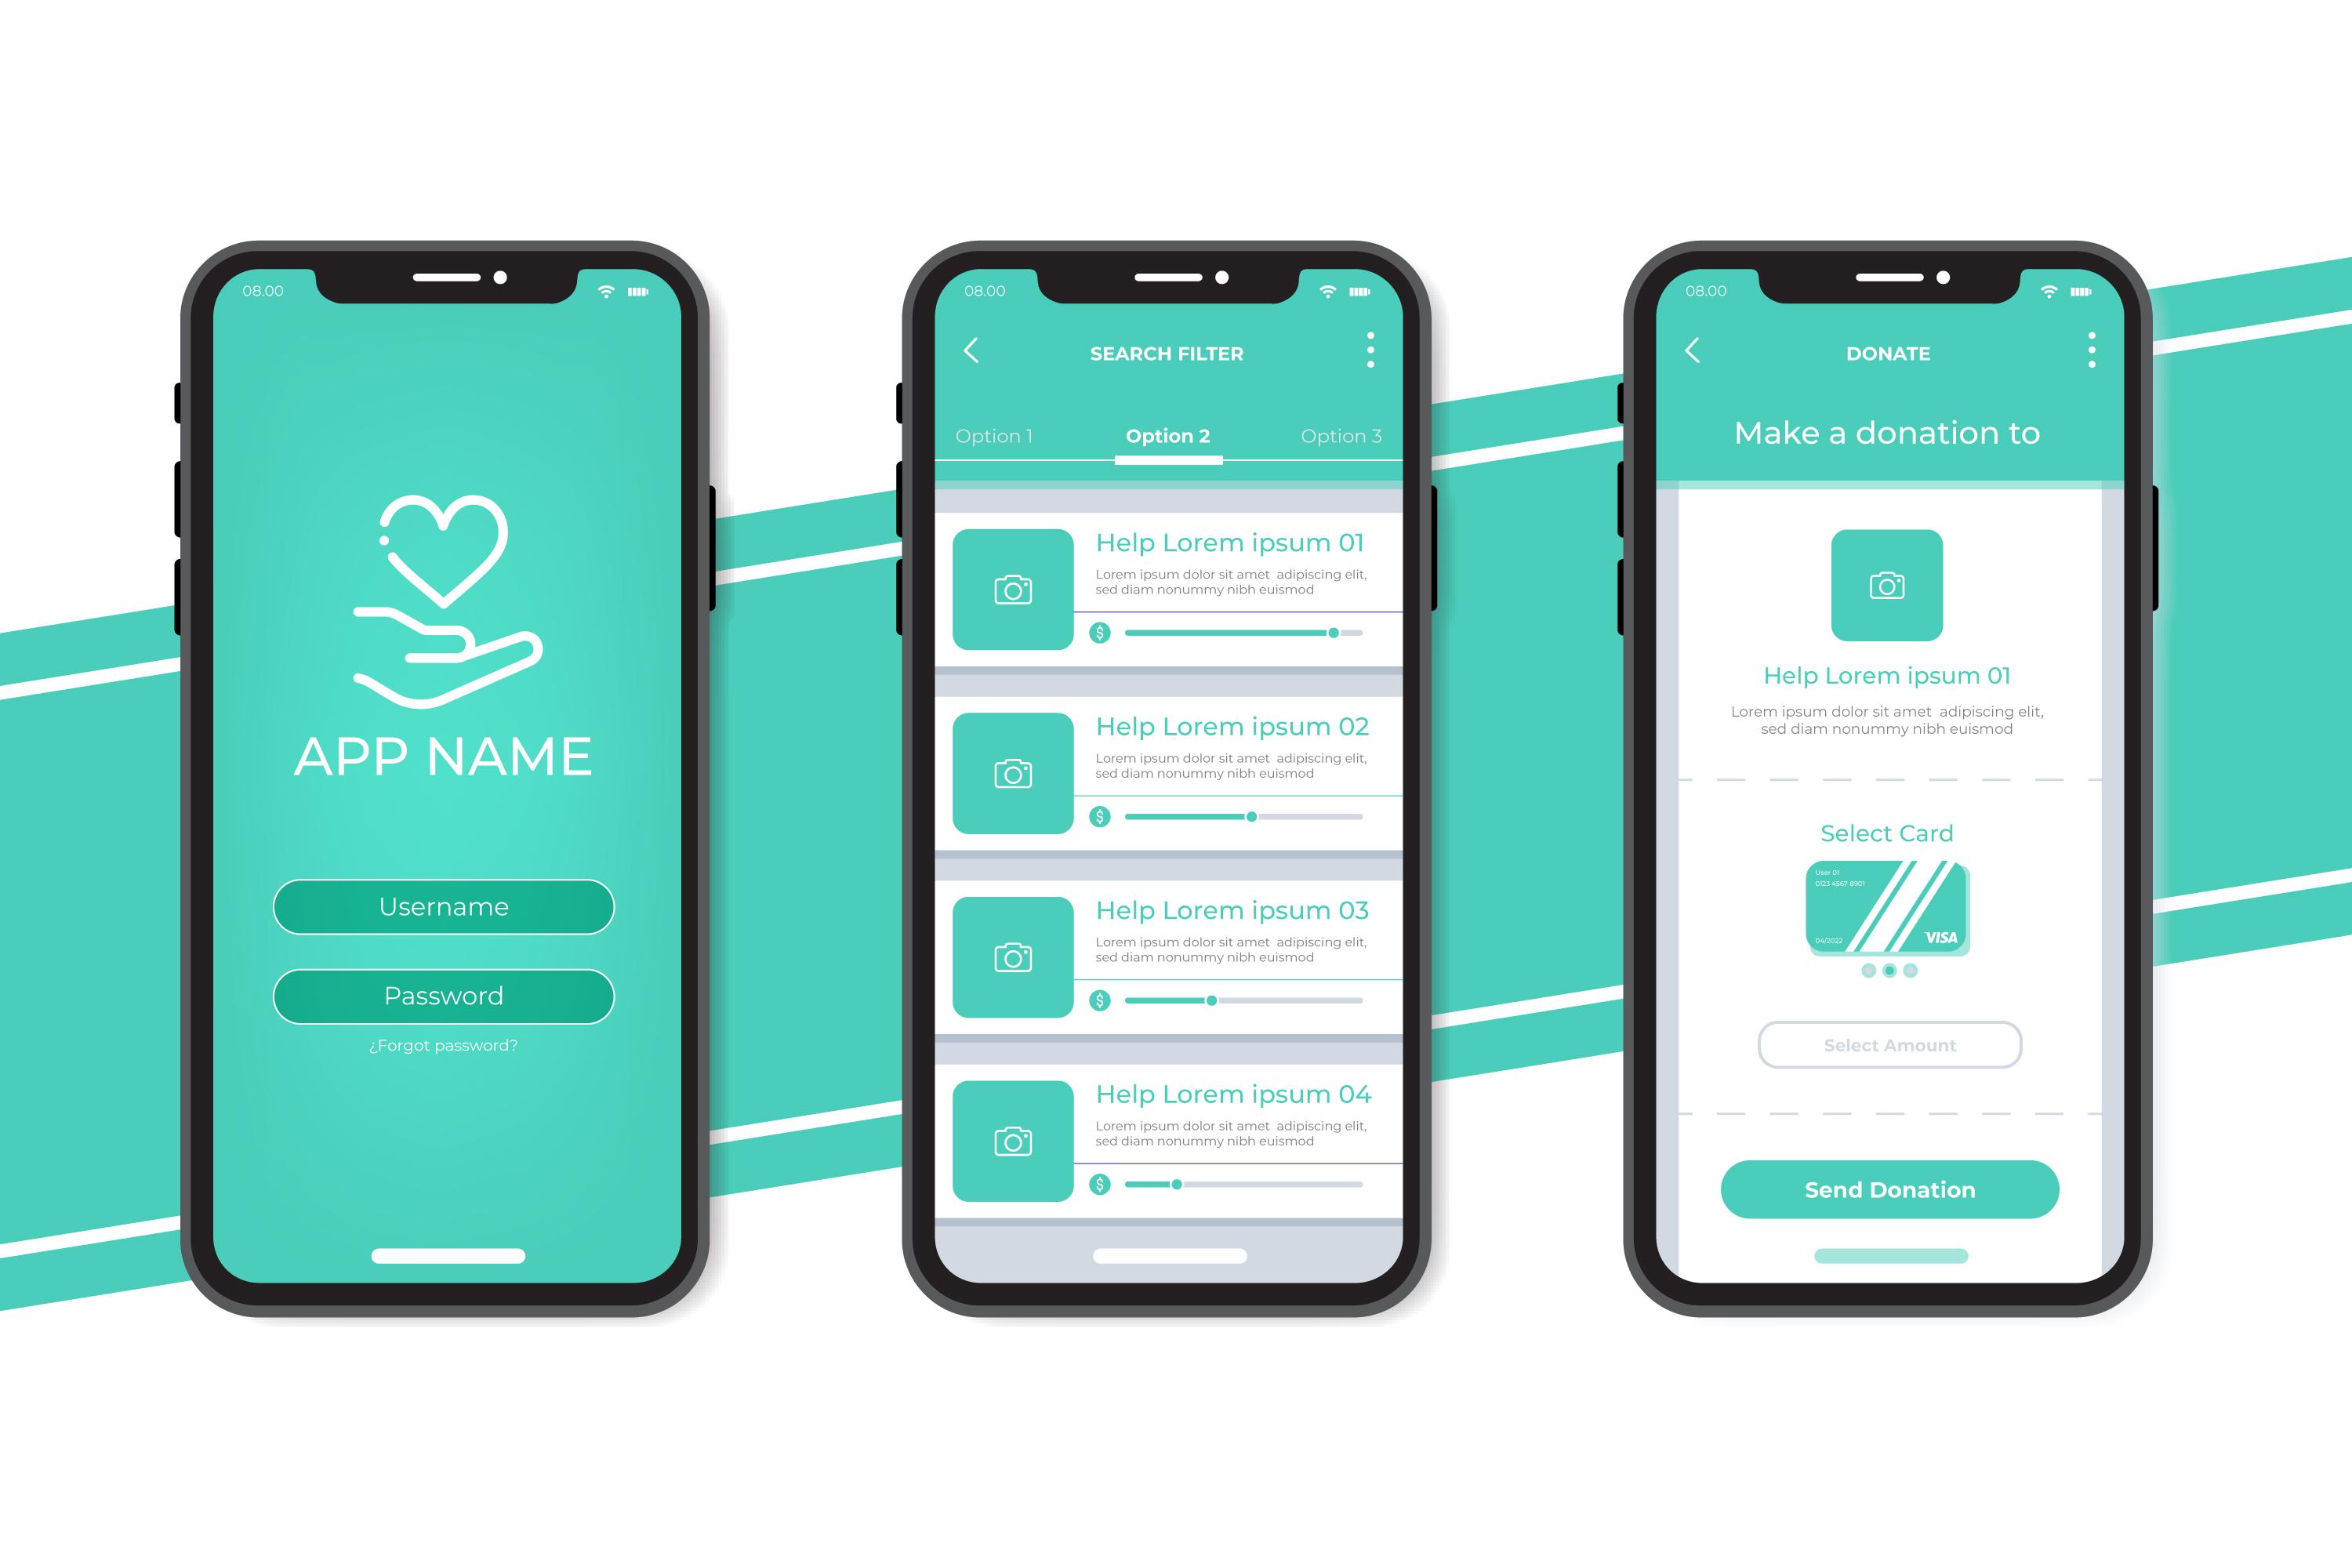 08.00
APP NAME
Username
Password
¿Forgot password?
08.00
SEARCH FILTER
Option 1
Option 2
Option 3
Help Lorem ipsum 01
Lorem ipsum dolor sit amet  adipiscing elit,
sed diam nonummy nibh euismod
$
Help Lorem ipsum 02
Lorem ipsum dolor sit amet  adipiscing elit,
sed diam nonummy nibh euismod
$
Help Lorem ipsum 03
Lorem ipsum dolor sit amet  adipiscing elit,
sed diam nonummy nibh euismod
$
Help Lorem ipsum 04
Lorem ipsum dolor sit amet  adipiscing elit,
sed diam nonummy nibh euismod
$
08.00
DONATE
Make a donation to
Help Lorem ipsum 01
Lorem ipsum dolor sit amet  adipiscing elit,
sed diam nonummy nibh euismod
Select Card
User 01
0123 4567 8901
04/2022
VISA
Select Amount
Send Donation